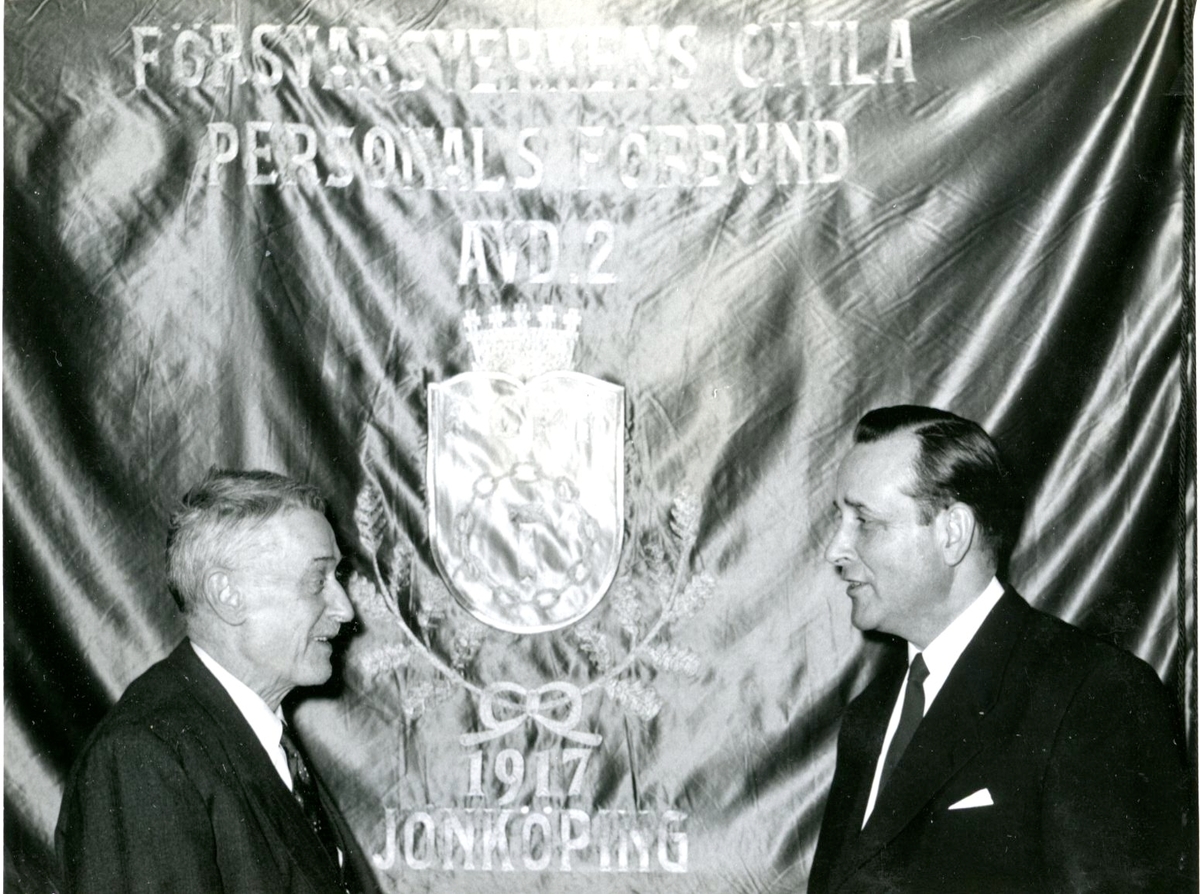 FÖRSVARSVERKENS CIVILA
PERSONALS FÖRBUND
AVD.2
1917
JÖNKÖPING